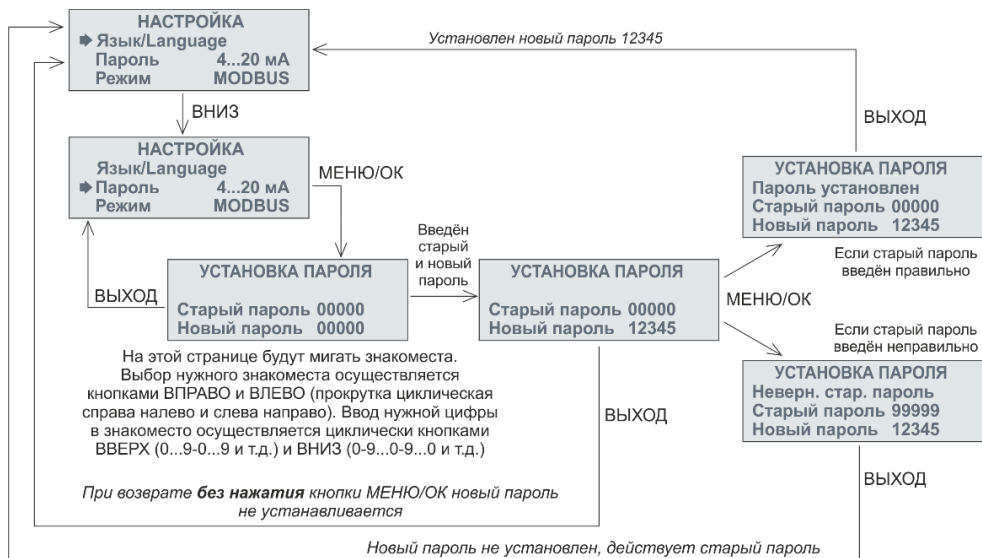 НАСТРОЙКА
Язык/Language
Пароль 4...20 мА
Режим MODBUS
Установлен новый пароль 12345
ВНИЗ
ВЫХОД
НАСТРОЙКА
Язык/Language
Пароль 4...20 мА
Режим MODBUS
МЕНЮ/ОК
УСТАНОВКА ПАРОЛЯ
Пароль установлен
Старый пароль 00000
Новый пароль 12345
Если старый пароль
введён правильно
ВЫХОД
УСТАНОВКА ПАРОЛЯ
Старый пароль 00000
Новый пароль 00000
Введён
старый
и новый
пароль
УСТАНОВКА ПАРОЛЯ
Старый пароль 00000
Новый пароль 12345
МЕНЮ/ОК
Если старый пароль
введён неправильно
УСТАНОВКА ПАРОЛЯ
Неверн. стар. пароль
Старый пароль 99999
Новый пароль 12345
На этой странице будут мигать знакоместа.
Выбор нужного знакоместа осуществляется
кнопками ВПРАВО и ВЛЕВО (прокрутка циклическая
справа налево и слева направо). Ввод нужной цифры
в знакоместо осуществляется циклически кнопками
ВВЕРХ (0...9-0...9 и т.д.) и ВНИЗ (0-9...0-9...0 и т.д.)
ВЫХОД
ВЫХОД
При возврате без нажатия кнопки МЕНЮ/ОК новый пароль
не устанавливается
Новый пароль не установлен, действует старый пароль